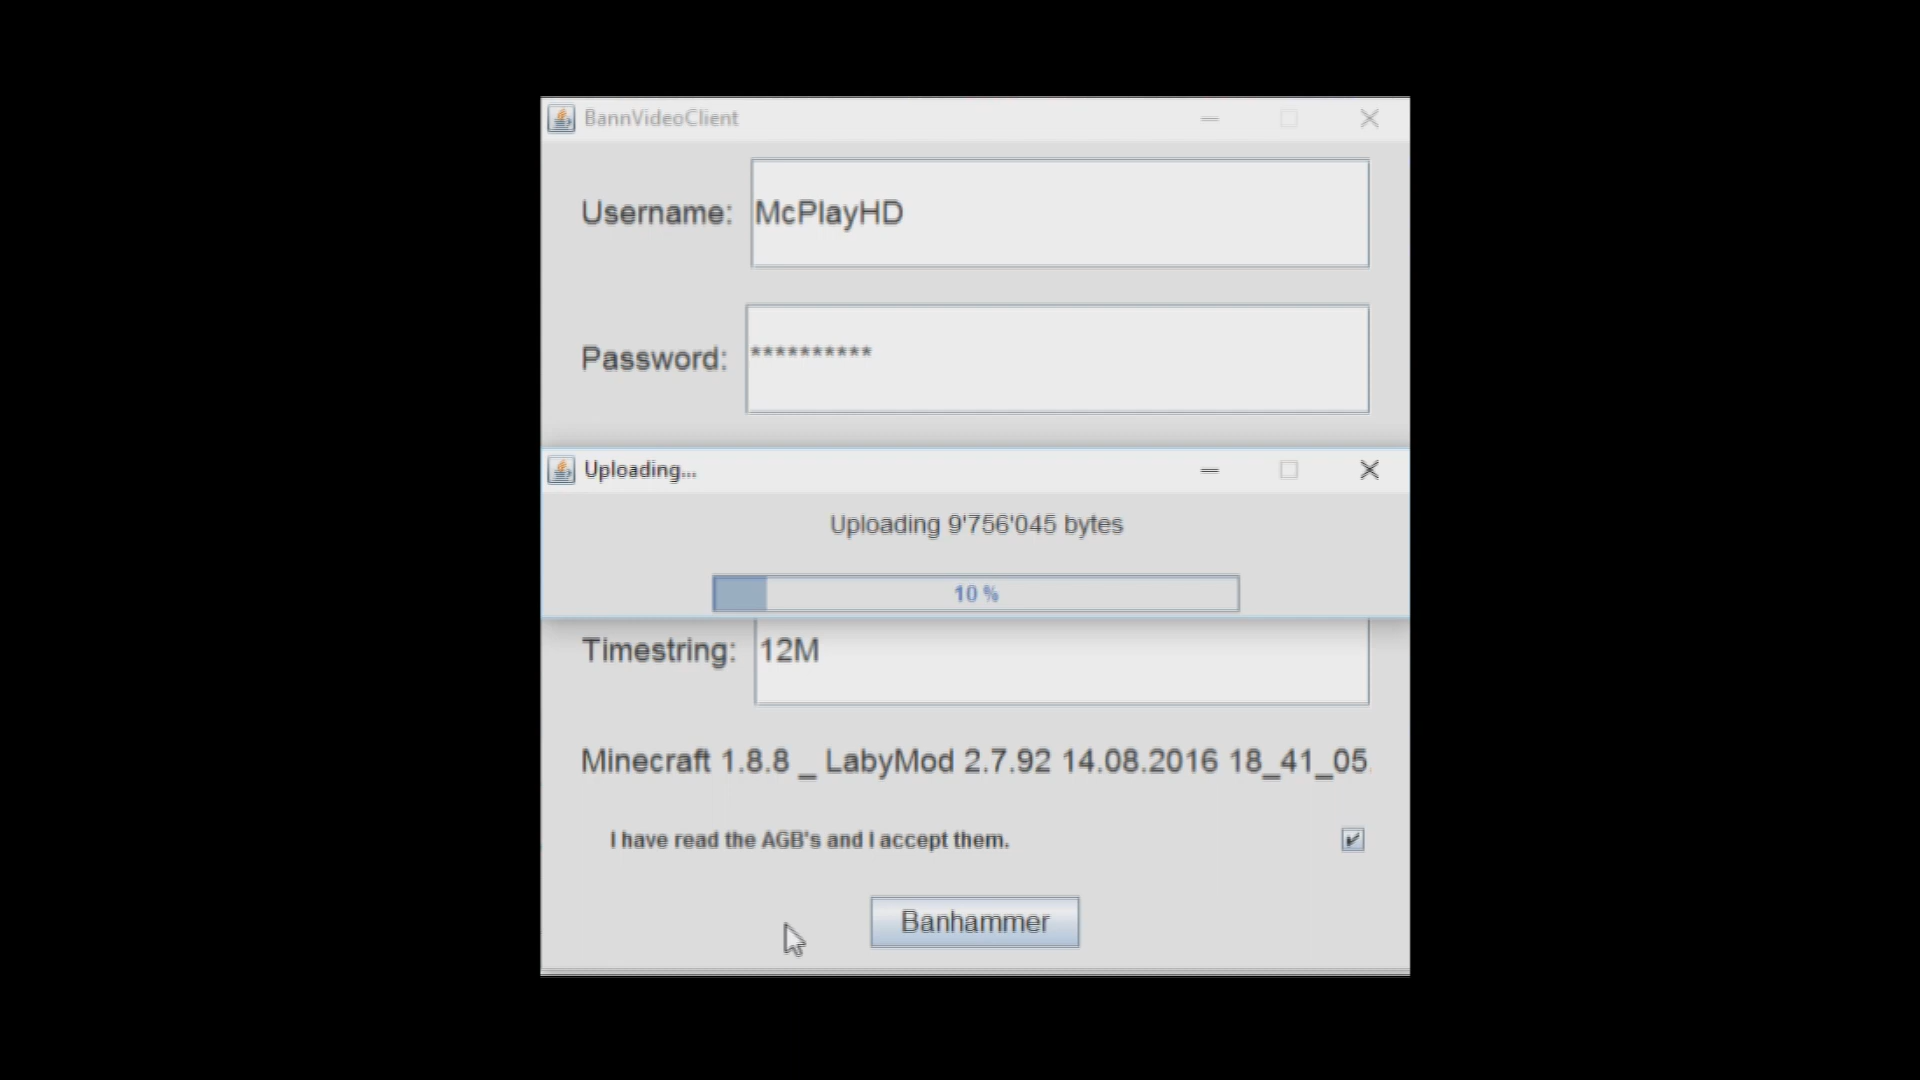 BannVideoClient
Username: McPlayHD
Password: **********
Uploading...
Uploading 9'756'045 bytes
10 %
Timestring: 12M
Minecraft 1.8.8 _ LabyMod 2.7.92 14.08.2016 18_41_05.
I have read the AGB's and I accept them.
Banhammer